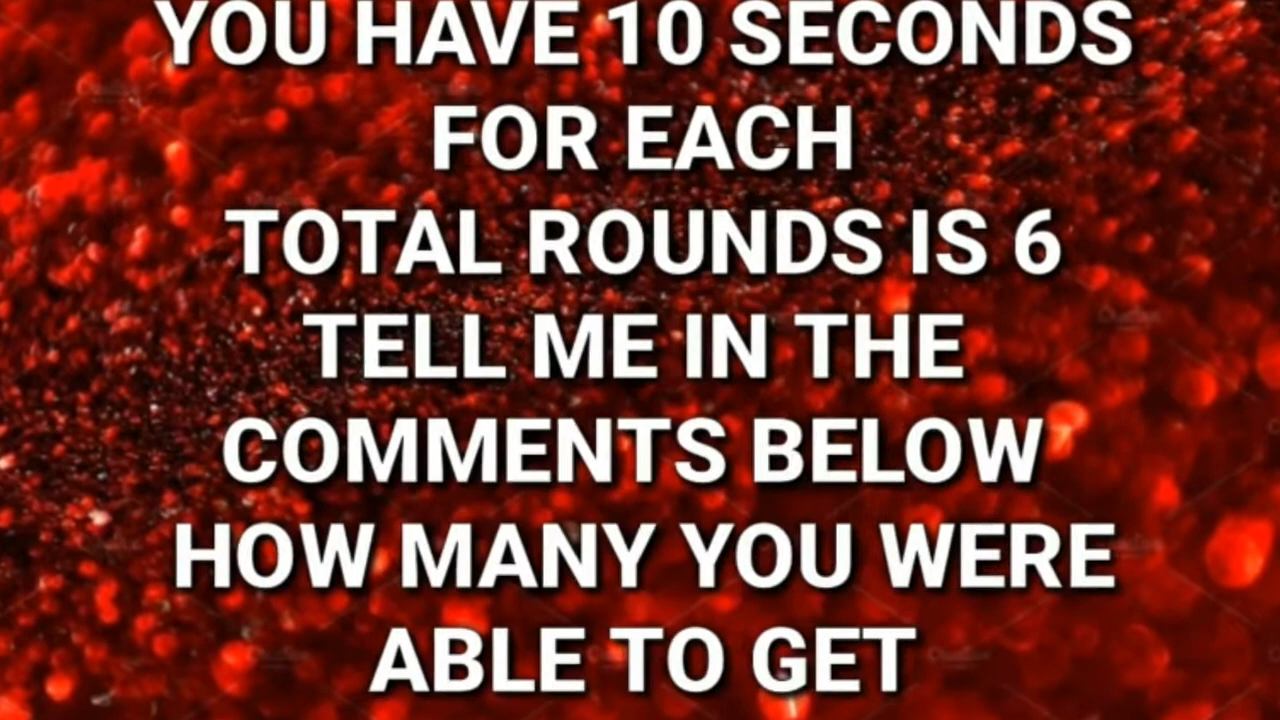 YOU HAVE 10 SECONDS
FOR EACH
TOTAL ROUNDS IS 6
TELL ME IN THE
COMMENTS BELOW
HOW MANY YOU WERE
ABLE TO GET